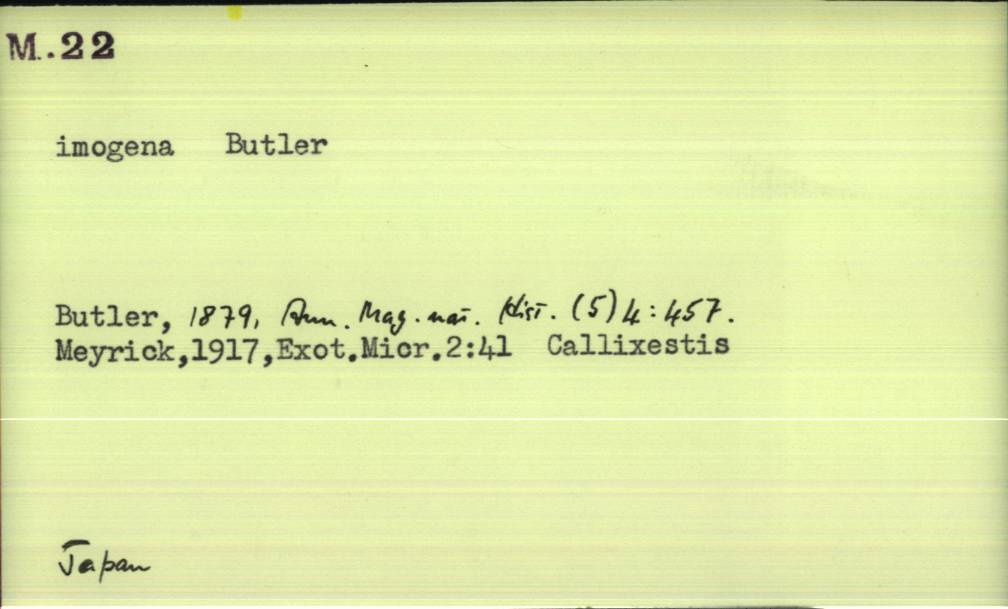 M.22
imogena Butler
Butler, 1879, Ann. Mag. nat. Hist. (5) 4:457.
Meyrick,1917,Exot.Micr.2:41 Callixestis
Japan